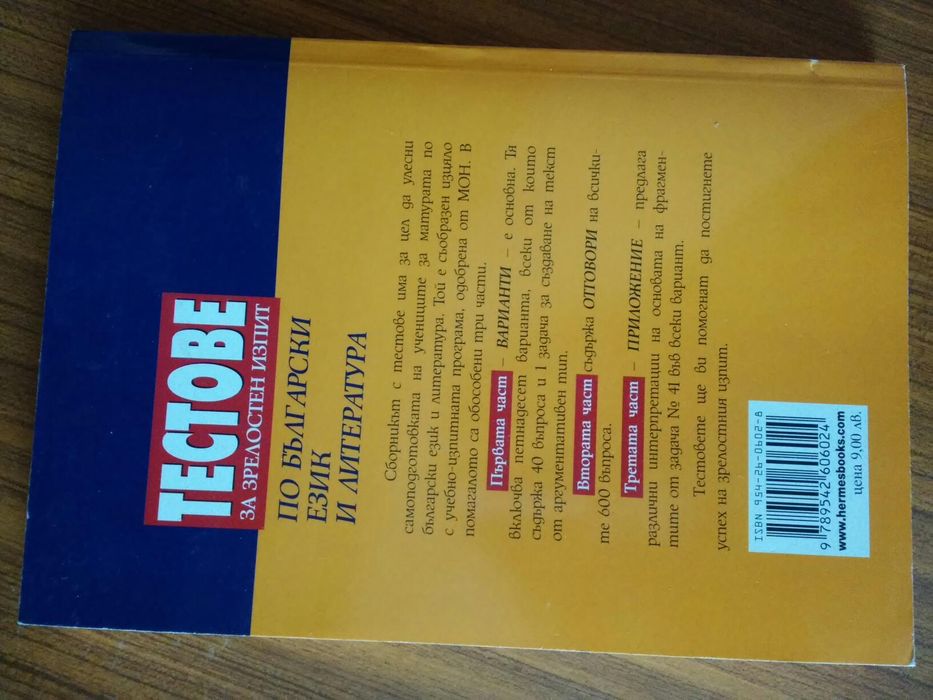 ТЕСТОВЕ
ЗА ЗРЕЛОСТЕН ИЗПИТ
ПО БЪЛГАРСКИ
ЕЗИК
И ЛИТЕРАТУРА
Сборникът с тестове има за цел да улесни
самоподготовката на учениците за матурата по
български език и литература. Той е съобразен изцяло
с учебно-изпитната програма, одобрена от МОН. В
помагалото са обособени три части.
Първата част – ВАРИАНТИ – е основна. Тя
включва петнадесет варианта, всеки от които
съдържа 40 въпроса и 1 задача за създаване на текст
от аргументативен тип.
Втората част съдържа ОТГОВОРИ на всички-
те 600 въпроса.
Третата част – ПРИЛОЖЕНИЕ – предлага
различни интерпретации на основата на фрагмен-
тите от задача № 41 във всеки вариант.
Тестовете ще ви помогнат да постигнете
успех на зрелостния изпит.
ISBN 954-26-0602-8
9 789542 606024
www.hermesbooks.com
цена 9,00 лв.